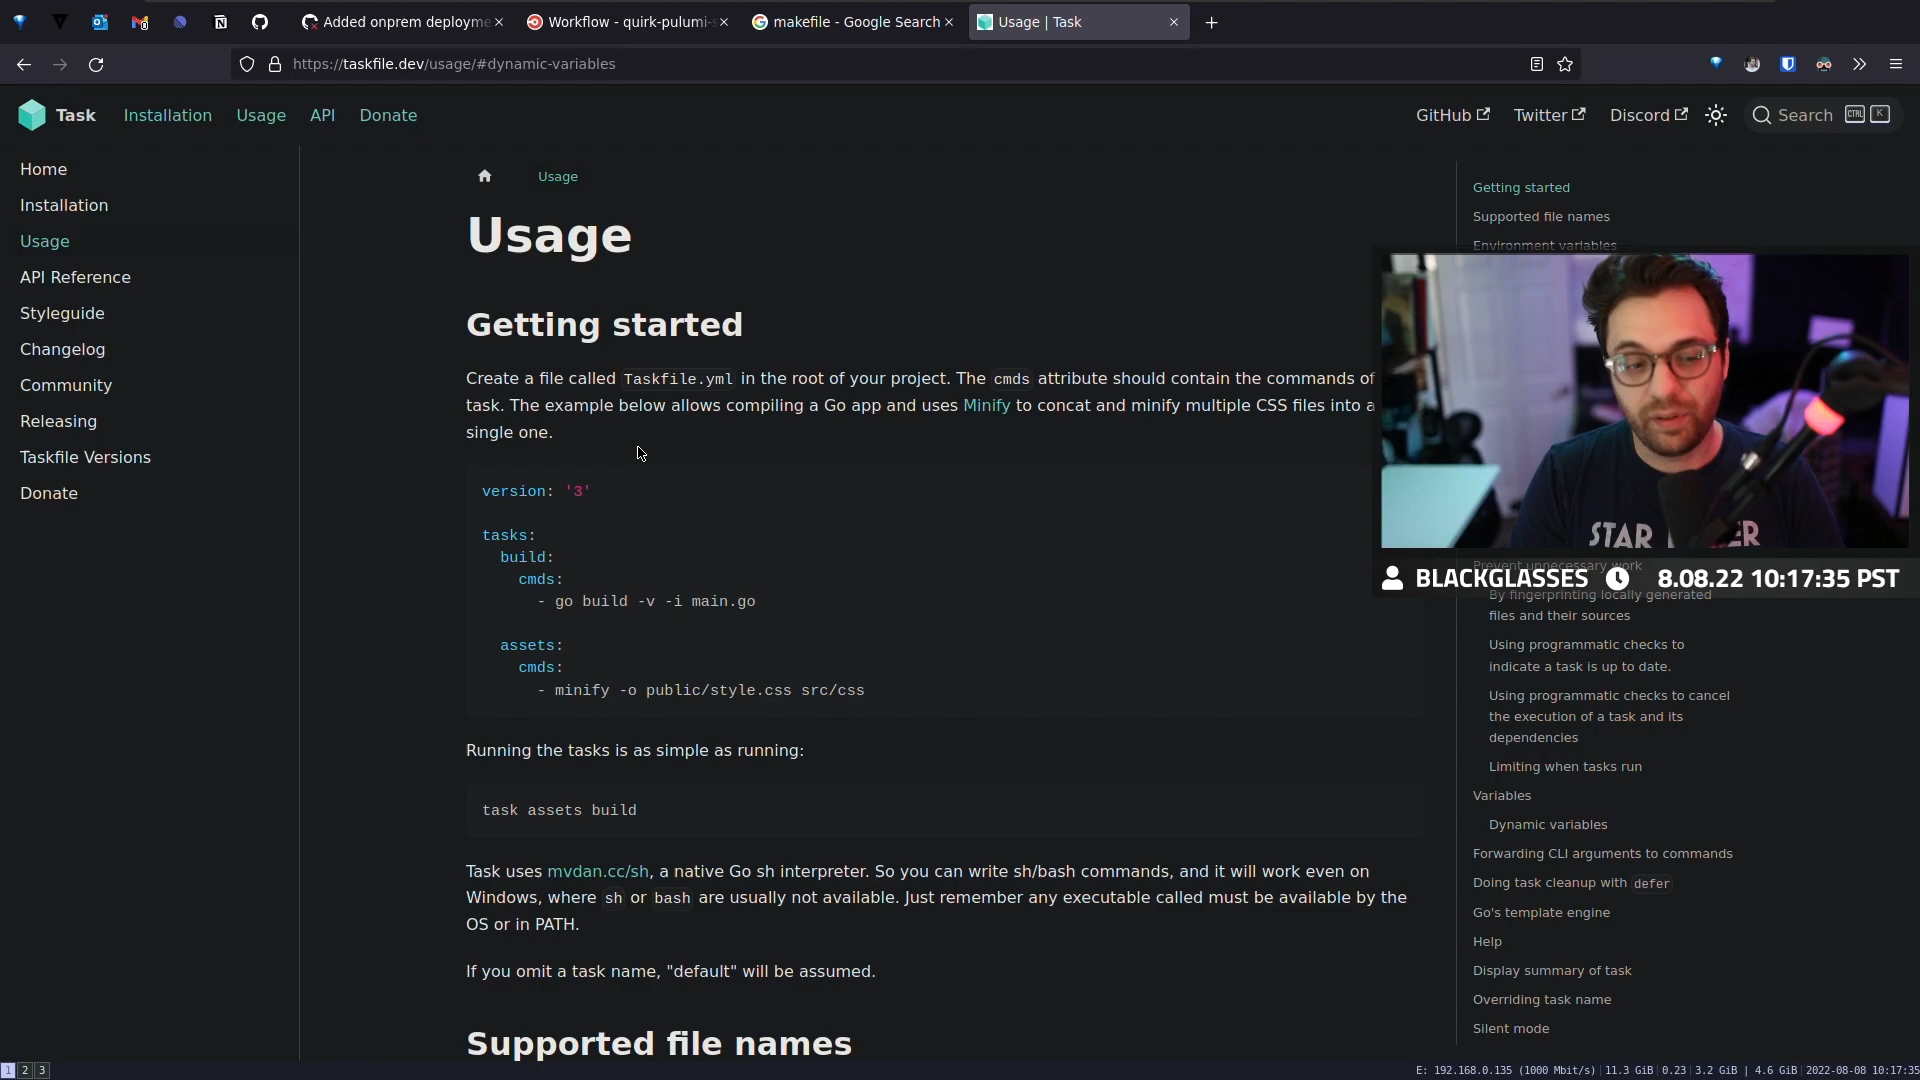 Added onprem deployme
Workflow - quirk-pulumi-s
makefile - Google Search
Usage | Task
https://taskfile.dev/usage/#dynamic-variables
Task
Installation
Usage
API
Donate
GitHub
Twitter
Discord
Search
CTRL
K
Home
Installation
Usage
API Reference
Styleguide
Changelog
Community
Releasing
Taskfile Versions
Donate
Usage
Usage
Getting started
Create a file called Taskfile.yml in the root of your project. The cmds attribute should contain the commands of
task. The example below allows compiling a Go app and uses Minify to concat and minify multiple CSS files into a
single one.
version: '3'
tasks:
build:
cmds:
- go build -v -i main.go
assets:
cmds:
- minify -o public/style.css src/css
Running the tasks is as simple as running:
task assets build
Task uses mvdan.cc/sh, a native Go sh interpreter. So you can write sh/bash commands, and it will work even on
Windows, where sh or bash are usually not available. Just remember any executable called must be available by the
OS or in PATH.
If you omit a task name, "default" will be assumed.
Supported file names
Getting started
Supported file names
Environment variables
STAR
BLACKGLASSES
8.08.22 10:17:35 PST
Prevent unnecessary work
By fingerprinting locally generated
files and their sources
Using programmatic checks to
indicate a task is up to date.
Using programmatic checks to cancel
the execution of a task and its
dependencies
Limiting when tasks run
Variables
Dynamic variables
Forwarding CLI arguments to commands
Doing task cleanup with defer
Go's template engine
Help
Display summary of task
Overriding task name
Silent mode
1 2 3
E: 192.168.0.135 (1000 Mbit/s) | 11.3 GiB | 0.23 | 3.2 GiB | 4.6 GiB | 2022-08-08 10:17:35